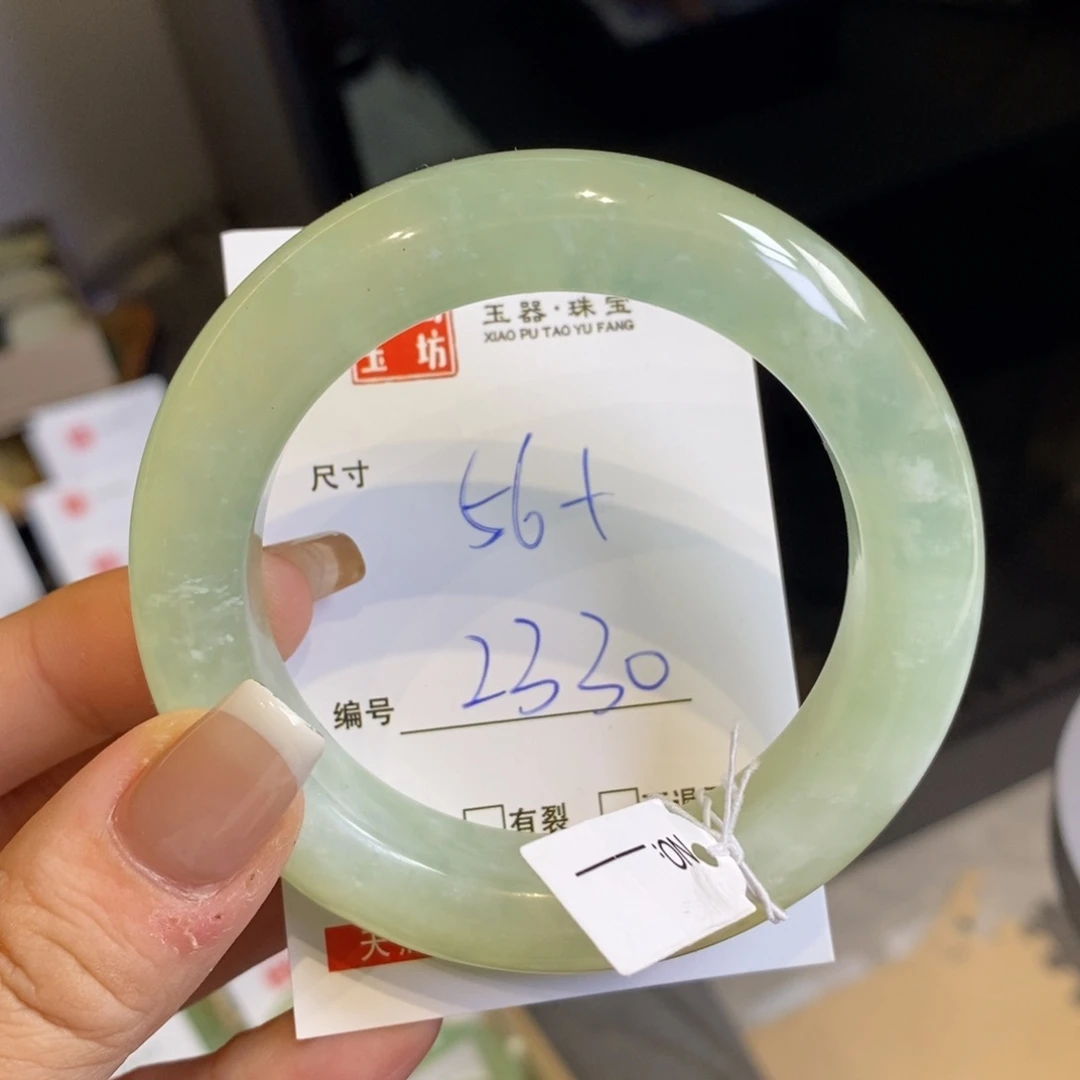 玉器·珠宝
XIAO PU TAO YU FANG
玉坊
尺寸 56+
编号 2330
有裂
NO:
天